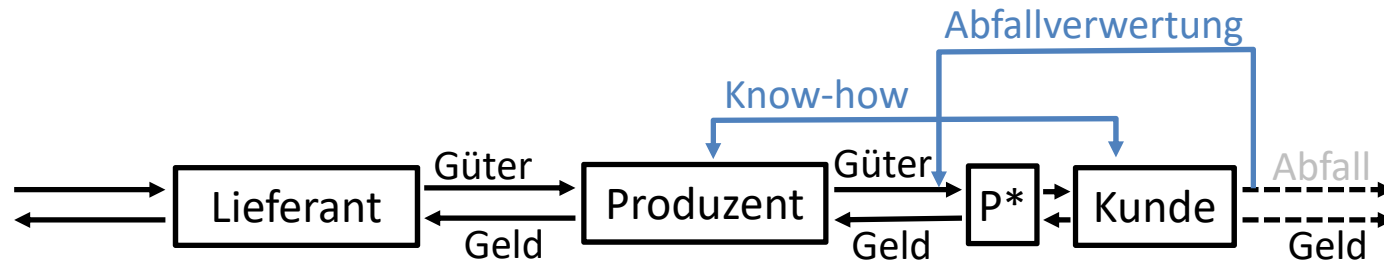 Abfallverwertung
Know-how
Güter
Güter
Abfall
Lieferant
Produzent
P*
Kunde
Geld
Geld
Geld